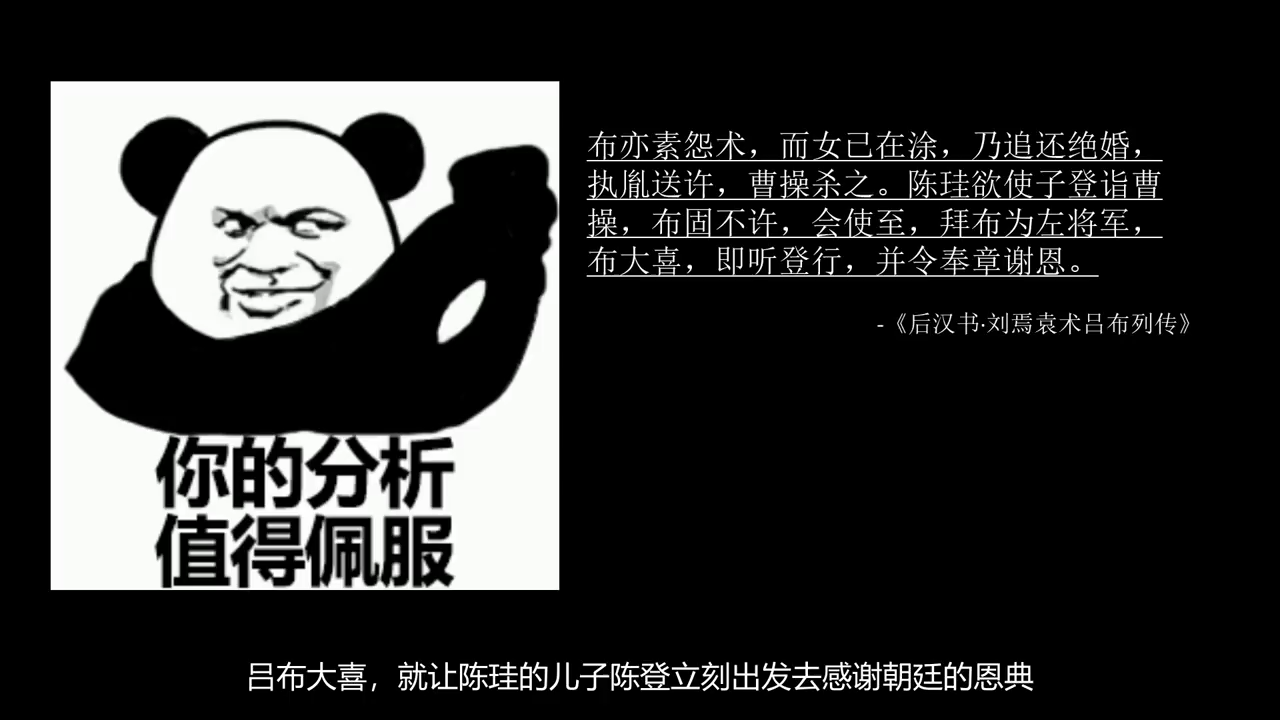 布亦素怨术，而女已在涂，乃追还绝婚，
执胤送许，曹操杀之。陈珪欲使子登诣曹
操，布固不许，会使至，拜布为左将军，
布大喜，即听登行，并令奉章谢恩。
-《后汉书·刘焉袁术吕布列传》
你的分析
值得佩服
吕布大喜，就让陈珪的儿子陈登立刻出发去感谢朝廷的恩典